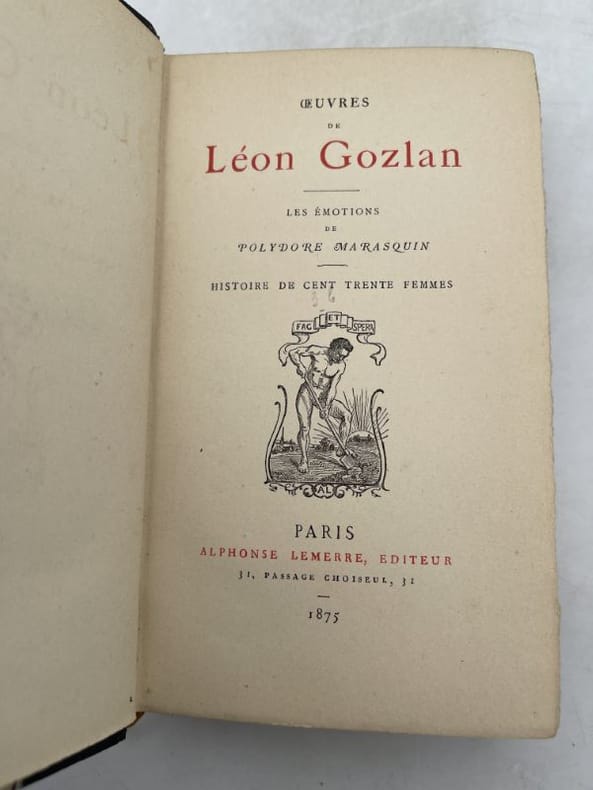 ŒUVRES
DE
Léon Gozlan
LES ÉMOTIONS
DE
POLYDORE MARASQUIN
HISTOIRE DE CENT TRENTE FEMMES
36
FAC ET SPERA
AL
PARIS
ALPHONSE LEMERRE, EDITEUR
31, PASSAGE CHOISEUL, 31
1875